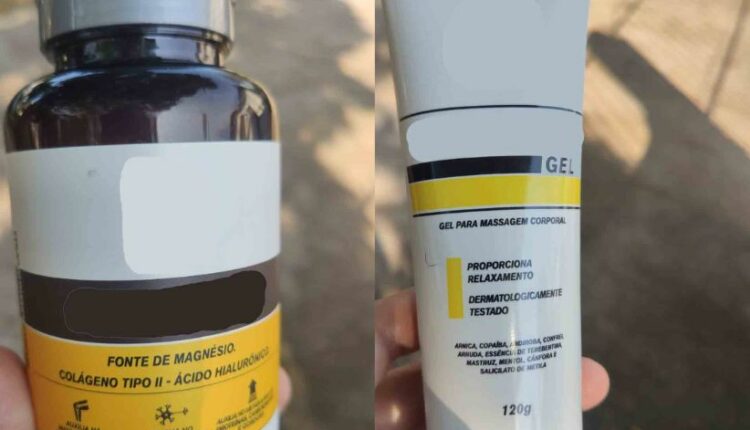 FONTE DE MAGNÉSIO.
COLÁGENO TIPO II - ÁCIDO HIALURÔNICO.
GEL
GEL PARA MASSAGEM CORPORAL
PROPORCIONA
RELAXAMENTO
DERMATOLOGICAMENTE
TESTADO
ARNICA, COPAÍBA, ANDIROBA, CONFREI,
ARRUDA, ESSÊNCIA DE TEREBENTINA,
MASTRUZ, MENTOL, CÂNFORA E
SALICILATO DE METILA
120g